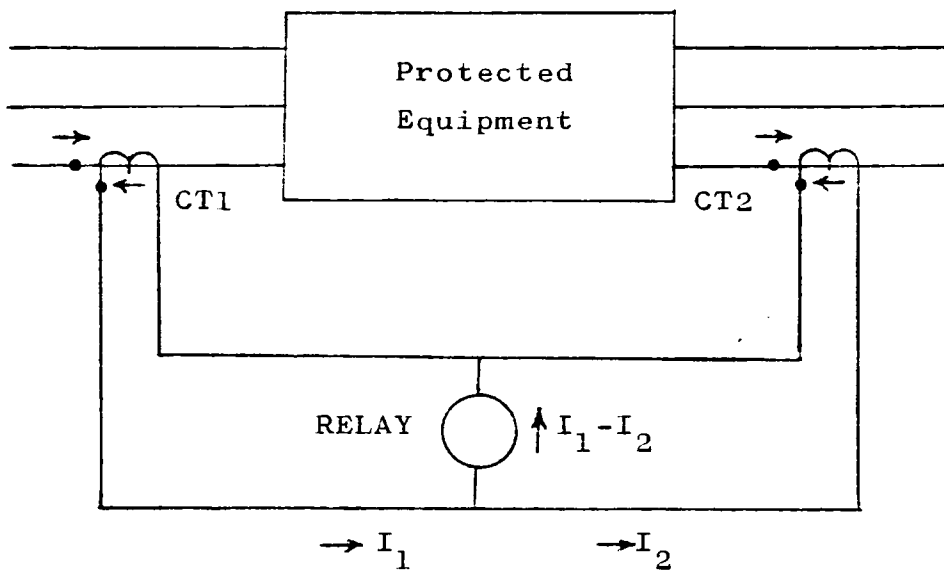 Protected
Equipment
CT1
CT2
RELAY
I₁-I₂
I₁
I₂